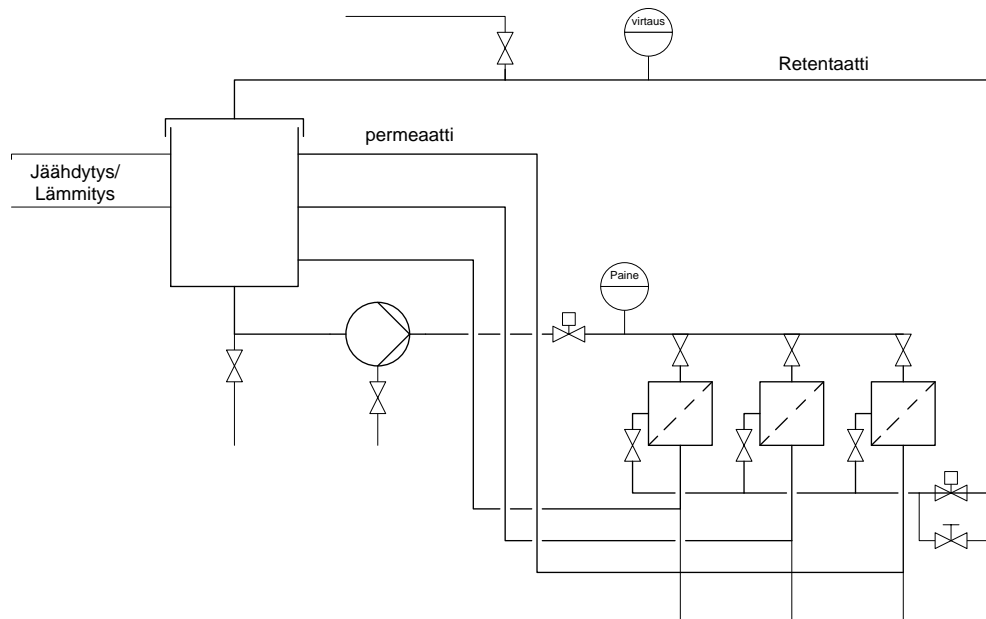 virtaus
Retentaatti
permeaatti
Jäähdytys/
Lämmitys
Paine